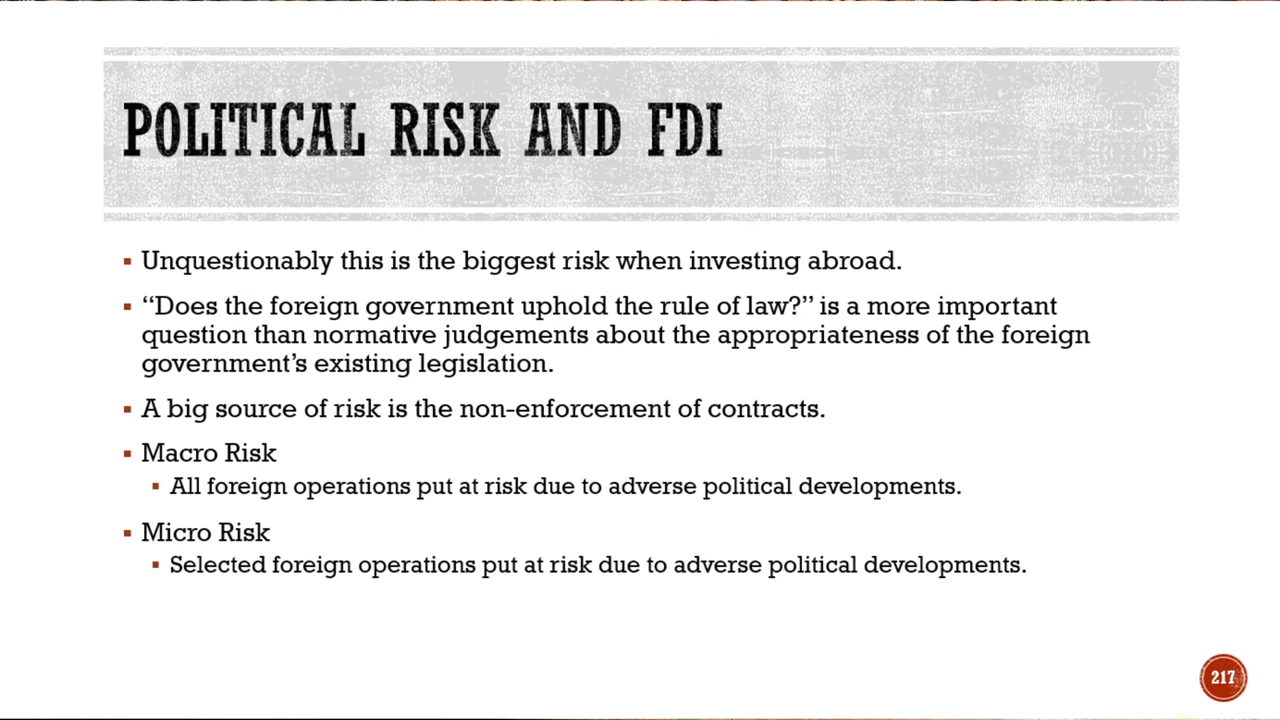 POLITICAL RISK AND FDI
Unquestionably this is the biggest risk when investing abroad.
“Does the foreign government uphold the rule of law?” is a more important
question than normative judgements about the appropriateness of the foreign
government’s existing legislation.
A big source of risk is the non-enforcement of contracts.
Macro Risk
All foreign operations put at risk due to adverse political developments.
Micro Risk
Selected foreign operations put at risk due to adverse political developments.
217